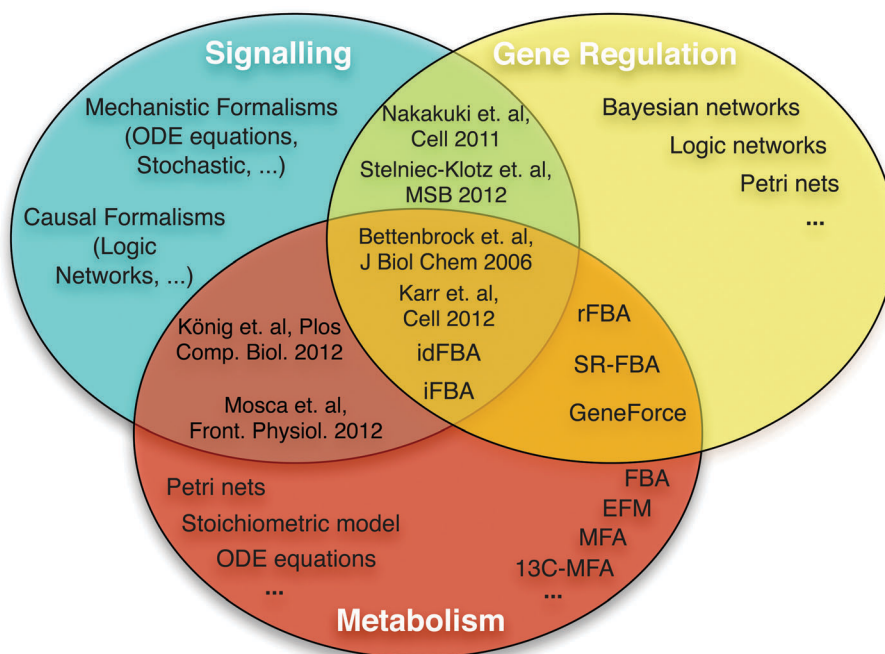 Signalling
Gene Regulation
Mechanistic Formalisms
(ODE equations,
Stochastic, ...)
Causal Formalisms
(Logic
Networks, ...)
Nakakuki et. al,
Cell 2011
Stelniec-Klotz et. al,
MSB 2012
Bayesian networks
Logic networks
Petri nets
...
Bettenbrock et. al,
J Biol Chem 2006
Karr et. al,
Cell 2012
idFBA
iFBA
König et. al, Plos
Comp. Biol. 2012
Mosca et. al,
Front. Physiol. 2012
rFBA
SR-FBA
GeneForce
Petri nets
Stoichiometric model
ODE equations
...
FBA
EFM
MFA
13C-MFA
...
Metabolism